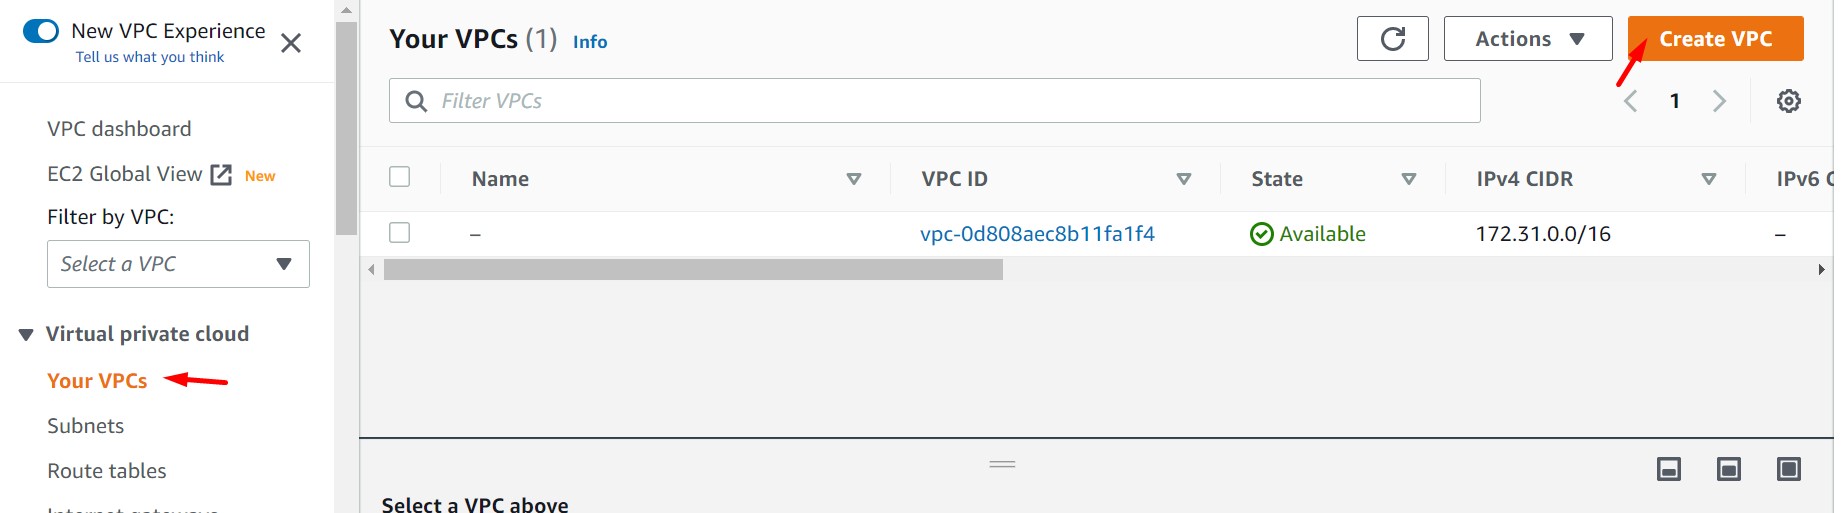 New VPC Experience
Tell us what you think
VPC dashboard
EC2 Global View New
Filter by VPC:
Select a VPC
Virtual private cloud
Your VPCs
Subnets
Route tables
Internet gateways
Your VPCs (1) Info
Actions
Create VPC
Filter VPCs
1
Name VPC ID State IPv4 CIDR IPv6 C
– vpc-0d808aec8b11fa1f4 Available 172.31.0.0/16 –
Select a VPC above